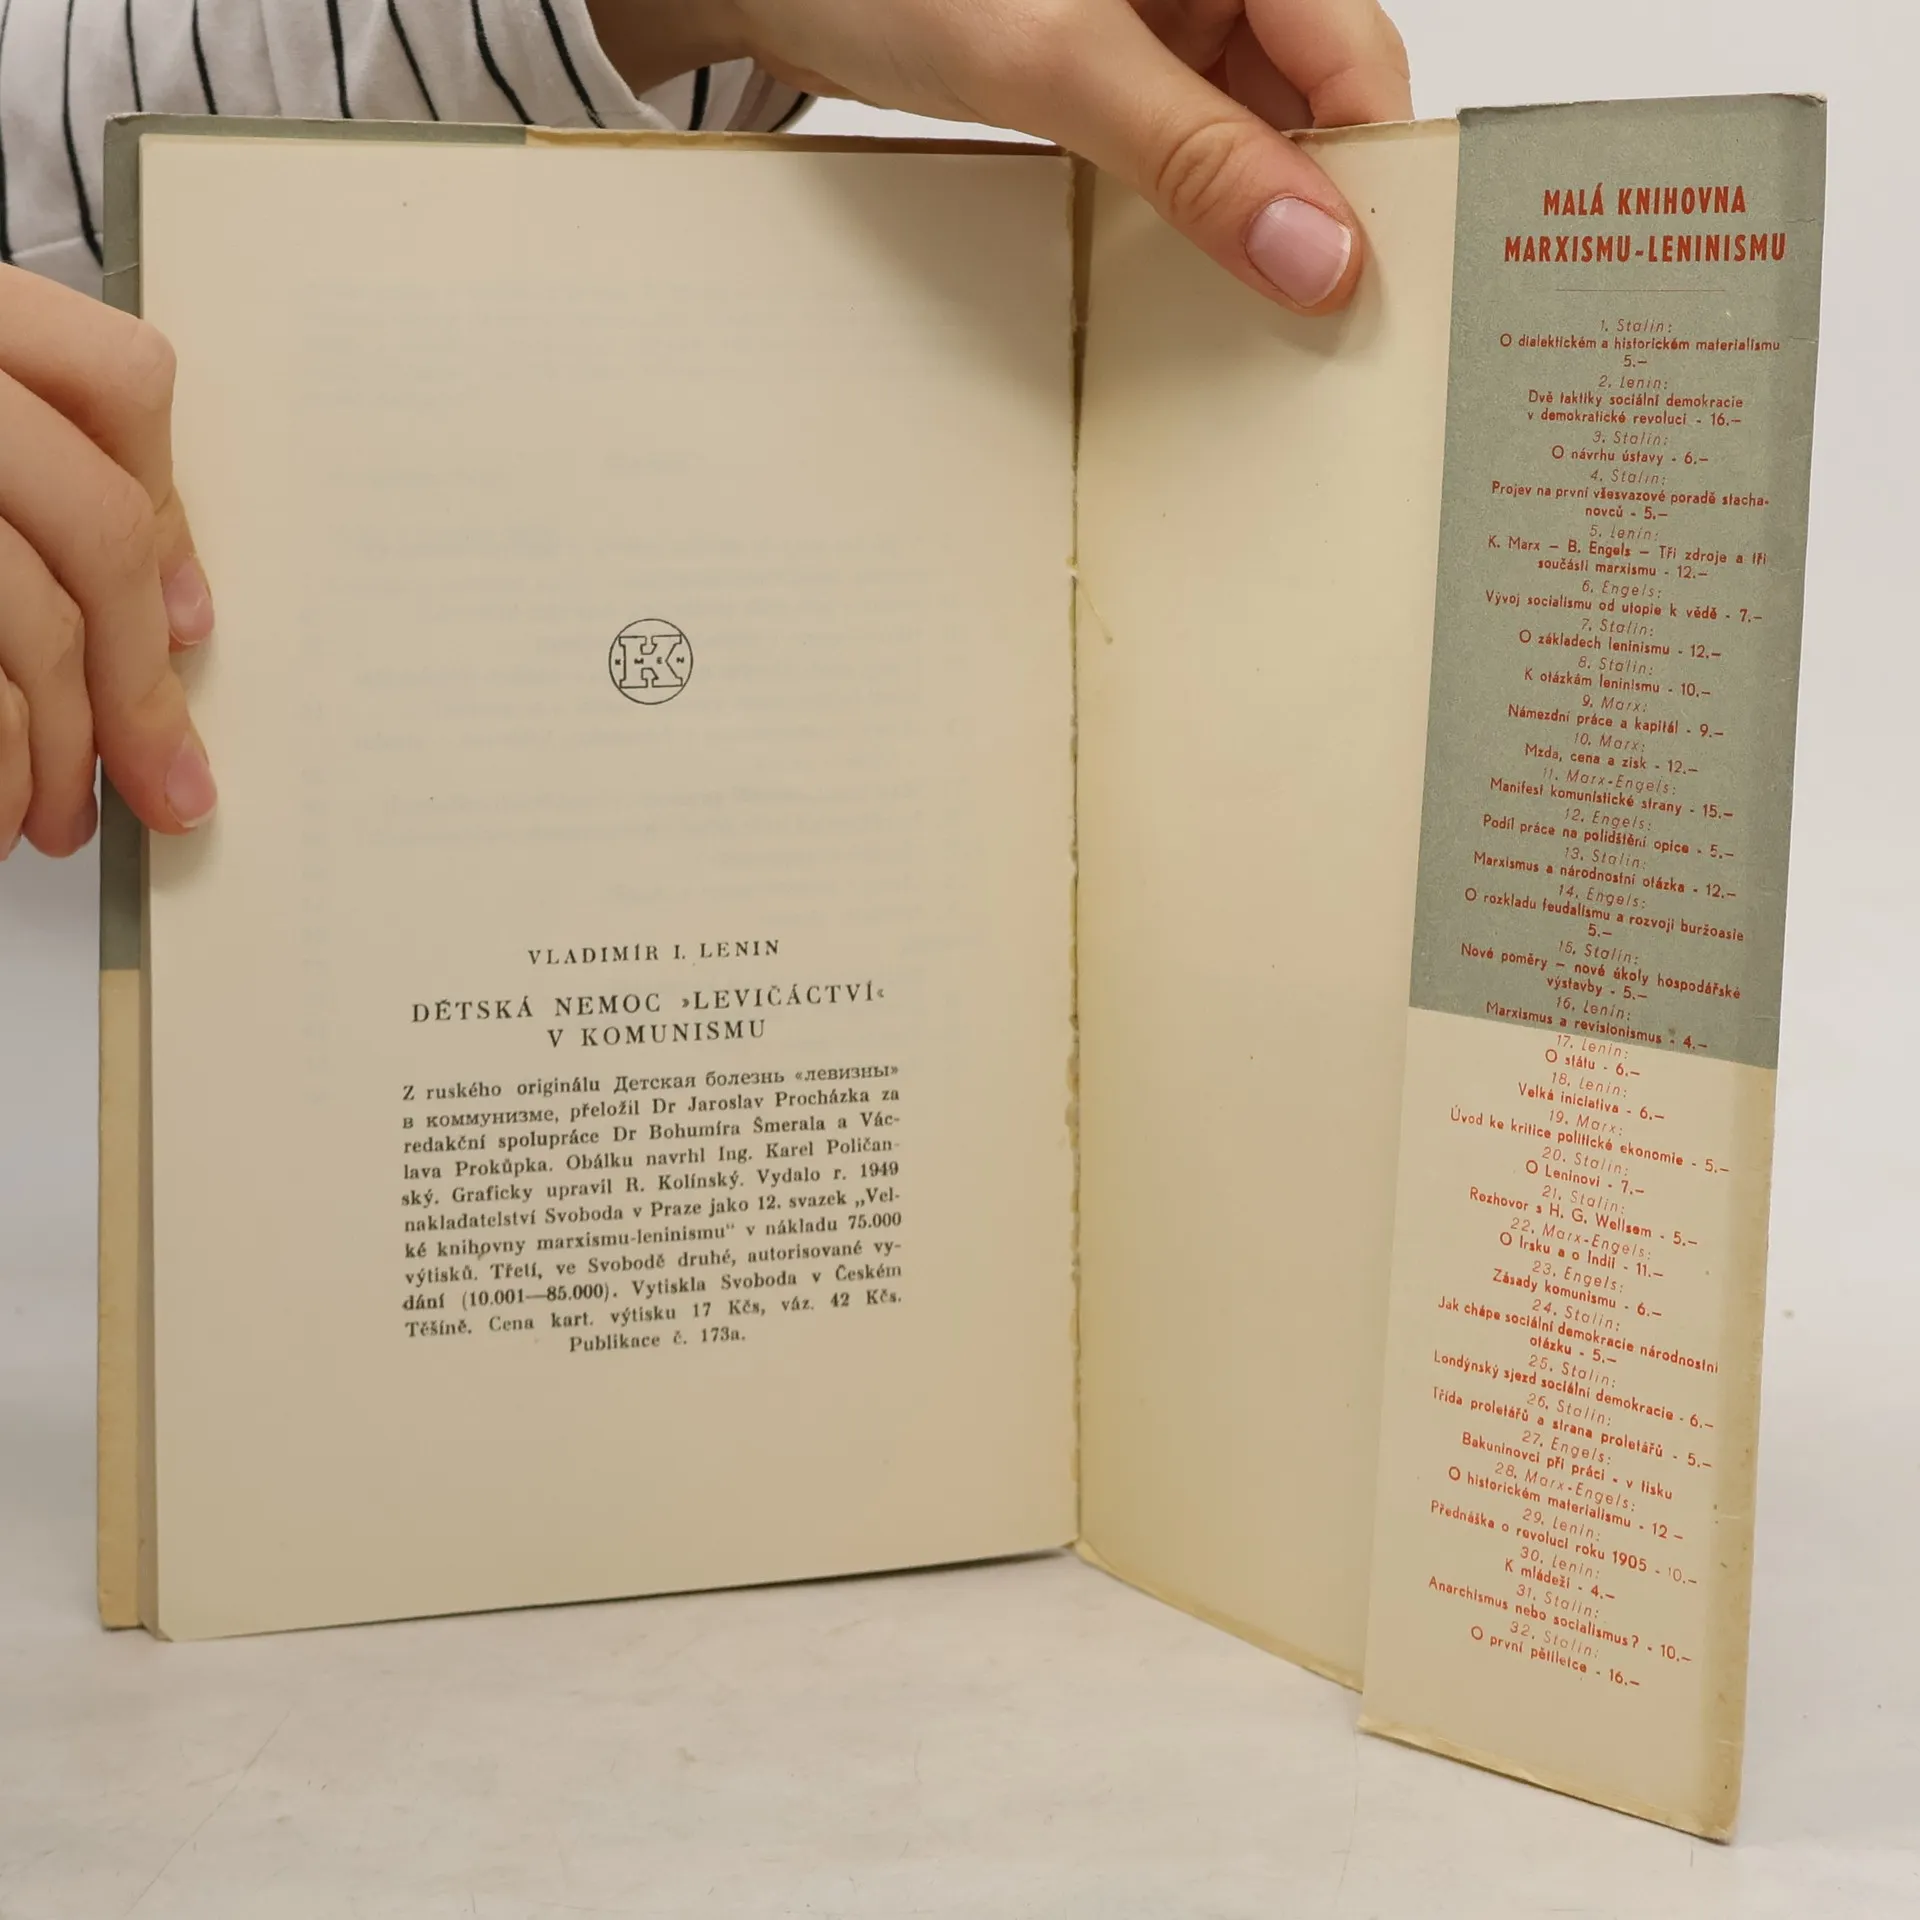 K M E N
VLADIMÍR I. LENIN
DĚTSKÁ NEMOC »LEVIČÁCTVÍ«
V KOMUNISMU
Z ruského originálu Детская болезнь «левизны»
в коммунизме, přeložil Dr Jaroslav Procházka za
redakční spolupráce Dr Bohumíra Šmerala a Vác-
lava Prokůpka. Obálku navrhl Ing. Karel Poličan-
ský. Graficky upravil R. Kolínský. Vydalo r. 1949
nakladatelství Svoboda v Praze jako 12. svazek „Vel-
ké knihovny marxismu-leninismu“ v nákladu 75.000
výtisků. Třetí, ve Svobodě druhé, autorisované vy-
dání (10.001—85.000). Vytiskla Svoboda v Českém
Těšíně. Cena kart. výtisku 17 Kčs, váz. 42 Kčs.
Publikace č. 173a.
MALÁ KNIHOVNA
MARXISMU-LENINISMU
1. Stalin:
O dialektickém a historickém materialismu
5.—
2. Lenin:
Dvě taktiky sociální demokracie
v demokratické revoluci - 16.—
3. Stalin:
O návrhu ústavy - 6.—
4. Stalin:
Projev na první všesvazové poradě stacha-
novců - 5.—
5. Lenin:
K. Marx — B. Engels — Tři zdroje a tři
součásti marxismu - 12.—
6. Engels:
Vývoj socialismu od utopie k vědě - 7.—
7. Stalin:
O základech leninismu - 12.—
8. Stalin:
K otázkám leninismu - 10.—
9. Marx:
Námezdní práce a kapitál - 9.—
10. Marx:
Mzda, cena a zisk - 12.—
11. Marx-Engels:
Manifest komunistické strany - 15.—
12. Engels:
Podíl práce na polidštění opice - 5.—
13. Stalin:
Marxismus a národnostní otázka - 12.—
14. Engels:
O rozkladu feudalismu a rozvoji buržoasie
5.—
15. Stalin:
Nové poměry — nové úkoly hospodářské
výstavby - 5.—
16. Lenin:
Marxismus a revisionismus - 4.—
17. Lenin:
O státu - 6.—
18. Lenin:
Velká iniciativa - 6.—
19. Marx:
Úvod ke kritice politické ekonomie - 5.—
20. Stalin:
O Leninovi - 7.—
21. Stalin:
Rozhovor s H. G. Wellsem - 5.—
22. Marx-Engels:
O Irsku a o Indii - 11.—
23. Engels:
Zásady komunismu - 6.—
24. Stalin:
Jak chápe sociální demokracie národnostní
otázku - 5.—
25. Stalin:
Londýnský sjezd sociální demokracie - 6.—
26. Stalin:
Třída proletářů a strana proletářů - 5.—
27. Engels:
Bakuninovci při práci - v tisku
28. Marx-Engels:
O historickém materialismu - 12 —
29. Lenin:
Přednáška o revoluci roku 1905 - 10.—
30. Lenin:
K mládeži - 4.—
31. Stalin:
Anarchismus nebo socialismus? - 10.—
32. Stalin:
O první pětiletce - 16.—